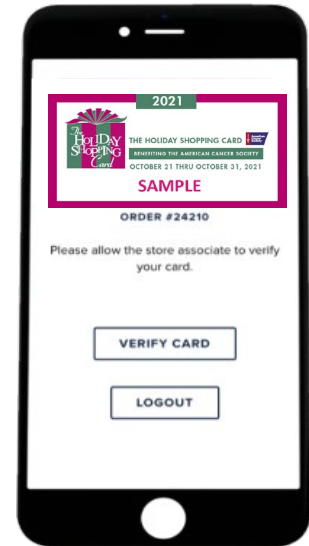 2021
The
HOLIDAY
SHOPPING
Card
THE HOLIDAY SHOPPING CARD
BENEFITING THE AMERICAN CANCER SOCIETY
OCTOBER 21 THRU OCTOBER 31, 2021
SAMPLE
ORDER #24210
Please allow the store associate to verify
your card.
VERIFY CARD
LOGOUT